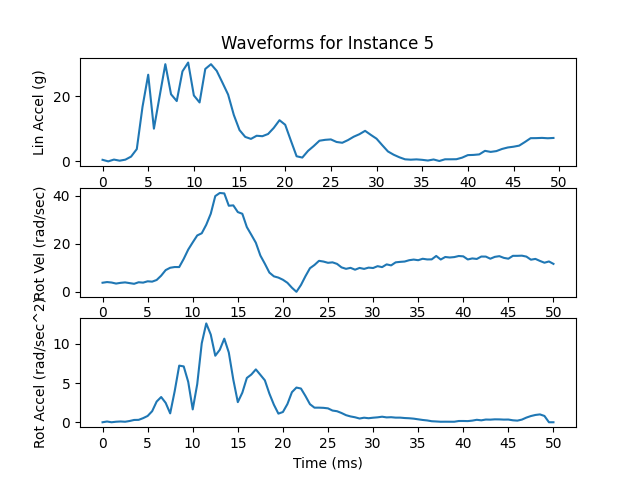 Waveforms for Instance 5
Lin Accel (g)
20
0
0 5 10 15 20 25 30 35 40 45 50
Rot Vel (rad/sec)
40
20
0
0 5 10 15 20 25 30 35 40 45 50
Rot Accel (rad/sec^2)
10
5
0
0 5 10 15 20 25 30 35 40 45 50
Time (ms)